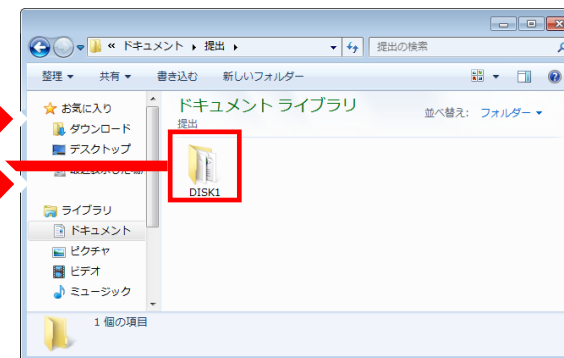 « ドキュメント ▸ 提出 ▸
提出の検索
整理 ▼ 共有 ▼ 書き込む 新しいフォルダー
お気に入り
ダウンロード
デスクトップ
ライブラリ
ドキュメント
ピクチャ
ビデオ
ミュージック
ドキュメント ライブラリ
提出
並べ替え: フォルダー ▼
DISK1
1 個の項目